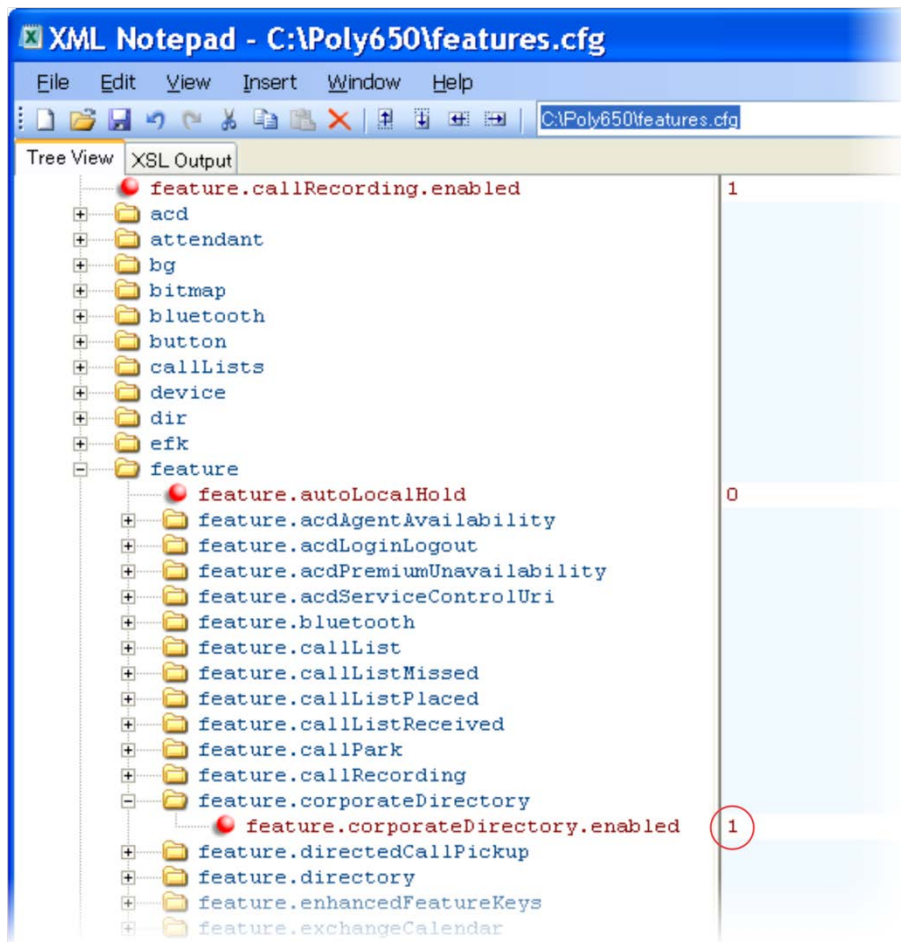 XML Notepad - C:\Poly650\features.cfg
File Edit View Insert Window Help
C:\Poly650\features.cfg
Tree View XSL Output
feature.callRecording.enabled 1
acd
attendant
bg
bitmap
bluetooth
button
callLists
device
dir
efk
feature
feature.autoLocalHold 0
feature.acdAgentAvailability
feature.acdLoginLogout
feature.acdPremiumUnavailability
feature.acdServiceControlUri
feature.bluetooth
feature.callList
feature.callListMissed
feature.callListPlaced
feature.callListReceived
feature.callPark
feature.callRecording
feature.corporateDirectory
feature.corporateDirectory.enabled 1
feature.directedCallPickup
feature.directory
feature.enhancedFeatureKeys
feature.exchangeCalendar